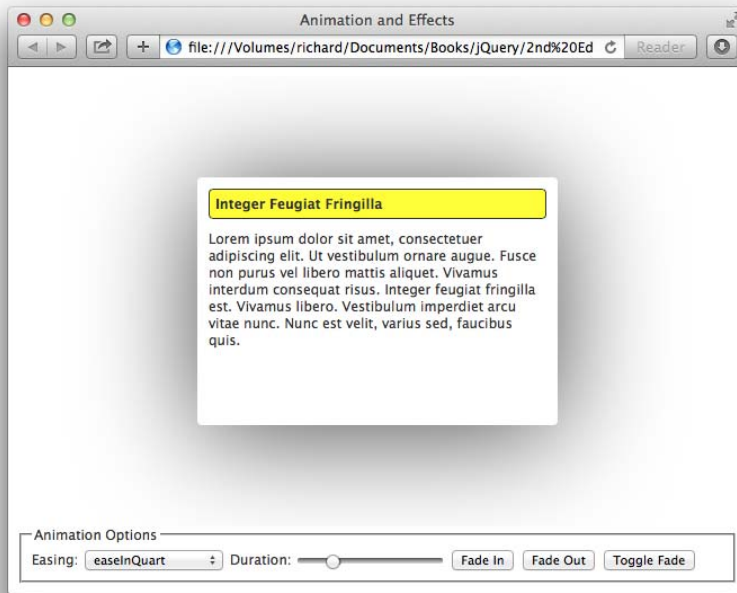 Animation and Effects
file:///Volumes/richard/Documents/Books/jQuery/2nd%20Ed
Reader
Integer Feugiat Fringilla
Lorem ipsum dolor sit amet, consectetuer
adipiscing elit. Ut vestibulum ornare augue. Fusce
non purus vel libero mattis aliquet. Vivamus
interdum consequat risus. Integer feugiat fringilla
est. Vivamus libero. Vestibulum imperdiet arcu
vitae nunc. Nunc est velit, varius sed, faucibus
quis.
Animation Options
Easing: easeInQuart Duration: Fade In Fade Out Toggle Fade